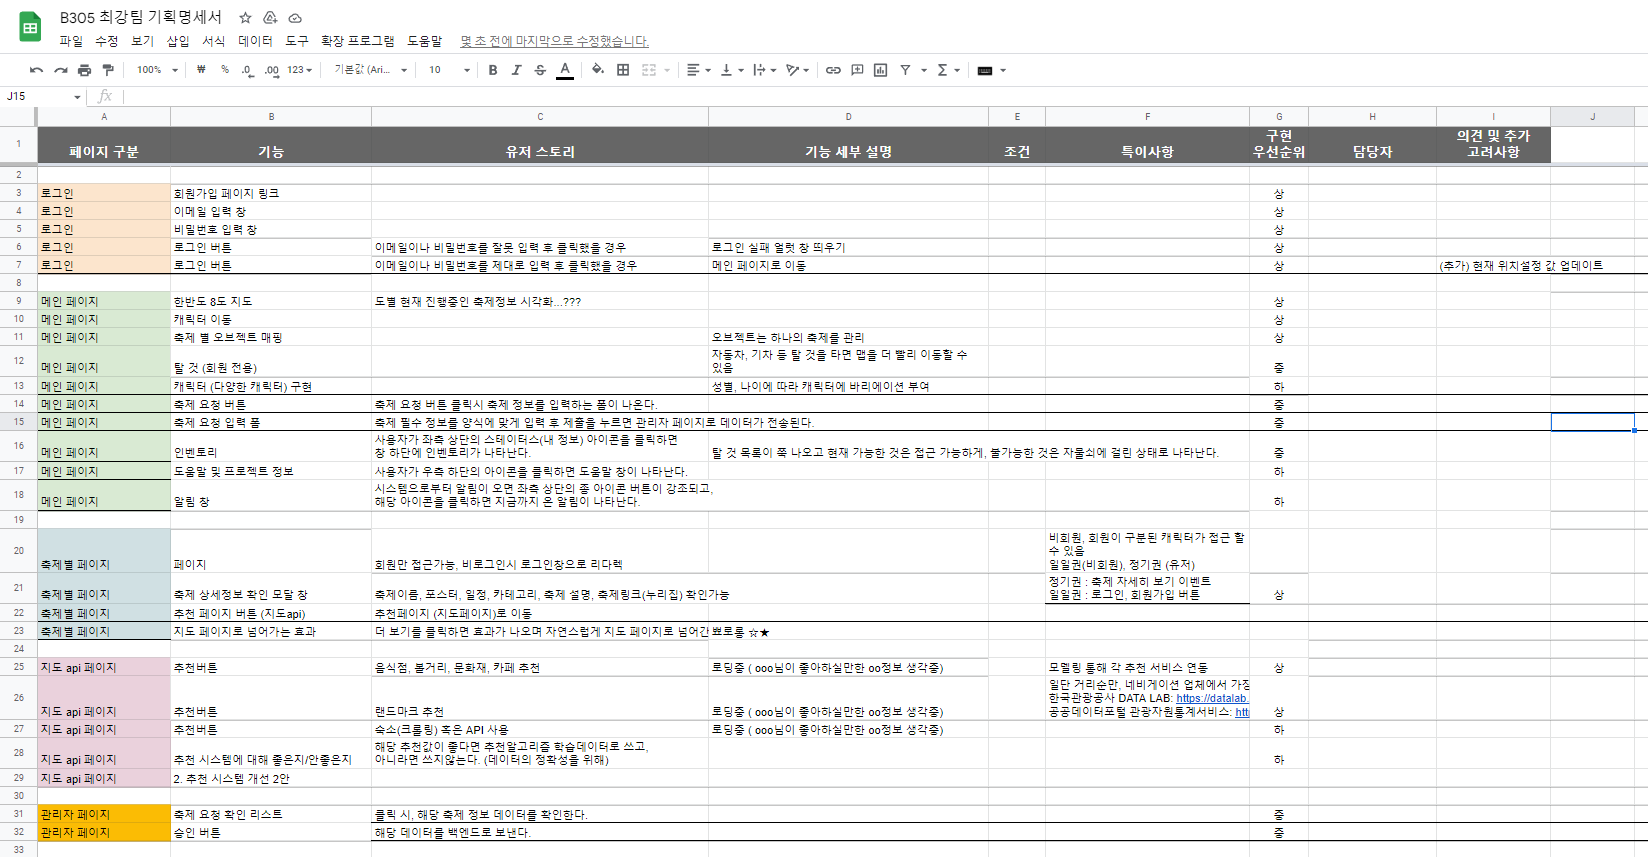 B305 최강팀 기획명세서
파일 수정 보기 삽입 서식 데이터 도구 확장 프로그램 도움말 몇 초 전에 마지막으로 수정했습니다.
100% ₩ % .0 .00 123 기본값 (Ari... 10 B I S A
J15 fx
A B C D E F G H I J
1 페이지 구분 기능 유저 스토리 기능 세부 설명 조건 특이사항 구현 우선순위 담당자 의견 및 추가 고려사항
2
3 로그인 회원가입 페이지 링크 상
4 로그인 이메일 입력 창 상
5 로그인 비밀번호 입력 창 상
6 로그인 로그인 버튼 이메일이나 비밀번호를 잘못 입력 후 클릭했을 경우 로그인 실패 얼럿 창 띄우기 상
7 로그인 로그인 버튼 이메일이나 비밀번호를 제대로 입력 후 클릭했을 경우 메인 페이지로 이동 상 (추가) 현재 위치설정 값 업데이트
8
9 메인 페이지 한반도 8도 지도 도별 현재 진행중인 축제정보 시각화...??? 상
10 메인 페이지 캐릭터 이동 상
11 메인 페이지 축제 별 오브젝트 매핑 오브젝트는 하나의 축제를 관리 상
12 메인 페이지 탈 것 (회원 전용) 자동차, 기차 등 탈 것을 타면 맵을 더 빨리 이동할 수
있음 중
13 메인 페이지 캐릭터 (다양한 캐릭터) 구현 성별, 나이에 따라 캐릭터에 바리에이션 부여 하
14 메인 페이지 축제 요청 버튼 축제 요청 버튼 클릭시 축제 정보를 입력하는 폼이 나온다. 중
15 메인 페이지 축제 요청 입력 폼 축제 필수 정보를 양식에 맞게 입력 후 제출을 누르면 관리자 페이지로 데이터가 전송된다. 중
16 메인 페이지 인벤토리 사용자가 좌측 상단의 스테이터스(내 정보) 아이콘을 클릭하면
창 하단에 인벤토리가 나타난다. 탈 것 목록이 쭉 나오고 현재 가능한 것은 접근 가능하게, 불가능한 것은 자물쇠에 걸린 상태로 나타난다. 중
17 메인 페이지 도움말 및 프로젝트 정보 사용자가 우측 하단의 아이콘을 클릭하면 도움말 창이 나타난다. 하
18 메인 페이지 알림 창 시스템으로부터 알림이 오면 좌측 상단의 종 아이콘 버튼이 강조되고,
해당 아이콘을 클릭하면 지금까지 온 알림이 나타난다. 하
19
20 축제별 페이지 페이지 회원만 접근가능, 비로그인시 로그인창으로 리다렉 비회원, 회원이 구분된 캐릭터가 접근 할
수 있음
일일권(비회원), 정기권 (유저)
21 축제별 페이지 축제 상세정보 확인 모달 창 축제이름, 포스터, 일정, 카테고리, 축제 설명, 축제링크(누리집) 확인가능 정기권 : 축제 자세히 보기 이벤트
일일권 : 로그인, 회원가입 버튼 상
22 축제별 페이지 추천 페이지 버튼 (지도api) 추천페이지 (지도페이지)로 이동
23 축제별 페이지 지도 페이지로 넘어가는 효과 더 보기를 클릭하면 효과가 나오며 자연스럽게 지도 페이지로 넘어간 뾰로롱 ☆★
24
25 지도 api 페이지 추천버튼 음식점, 볼거리, 문화재, 카페 추천 로딩중 ( ooo님이 좋아하실만한 oo정보 생각중) 모델링 통해 각 추천 서비스 연동 상
26 지도 api 페이지 추천버튼 랜드마크 추천 로딩중 ( ooo님이 좋아하실만한 oo정보 생각중) 일단 거리순만, 네비게이션 업체에서 가장
한국관광공사 DATA LAB: https://datalab.
공공데이터포털 관광자원통계서비스: htt 상
27 지도 api 페이지 추천버튼 숙소(크롤링) 혹은 API 사용 로딩중 ( ooo님이 좋아하실만한 oo정보 생각중) 하
28 지도 api 페이지 추천 시스템에 대해 좋은지/안좋은지 해당 추천값이 좋다면 추천알고리즘 학습데이터로 쓰고,
아니라면 쓰지않는다. (데이터의 정확성을 위해) 하
29 지도 api 페이지 2. 추천 시스템 개선 2안
30
31 관리자 페이지 축제 요청 확인 리스트 클릭 시, 해당 축제 정보 데이터를 확인한다. 중
32 관리자 페이지 승인 버튼 해당 데이터를 백엔드로 보낸다. 중
33